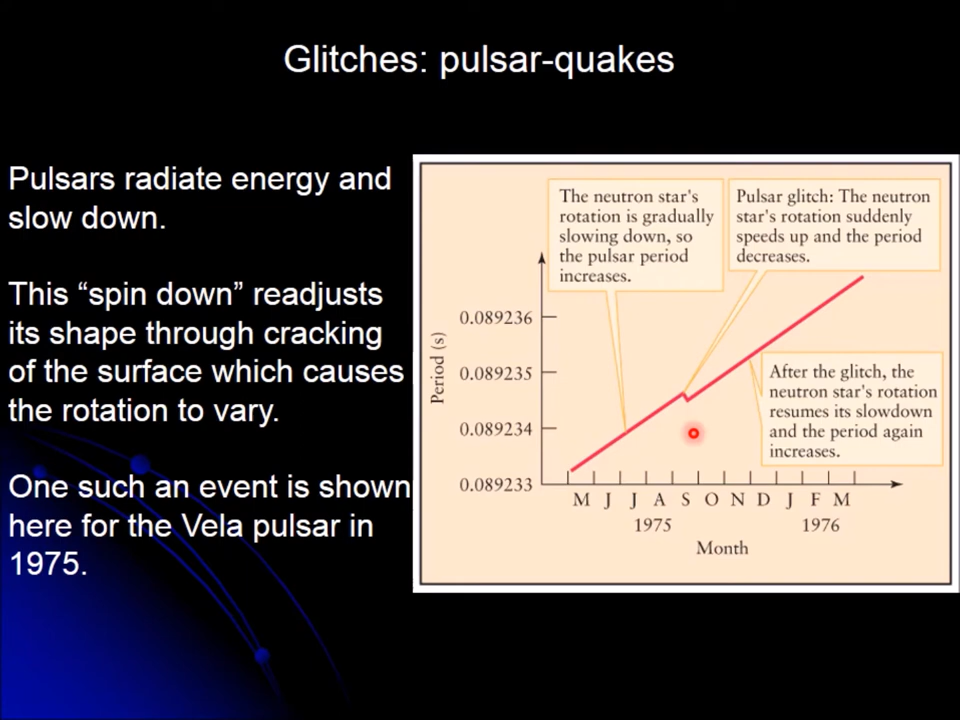 Glitches: pulsar-quakes
Pulsars radiate energy and
slow down.
This “spin down” readjusts
its shape through cracking
of the surface which causes
the rotation to vary.
One such an event is shown
here for the Vela pulsar in
1975.
The neutron star's
rotation is gradually
slowing down, so
the pulsar period
increases.
Pulsar glitch: The neutron
star's rotation suddenly
speeds up and the period
decreases.
After the glitch, the
neutron star's rotation
resumes its slowdown
and the period again
increases.
Period (s)
0.089236
0.089235
0.089234
0.089233
M J J A S O N D J F M
1975 1976
Month